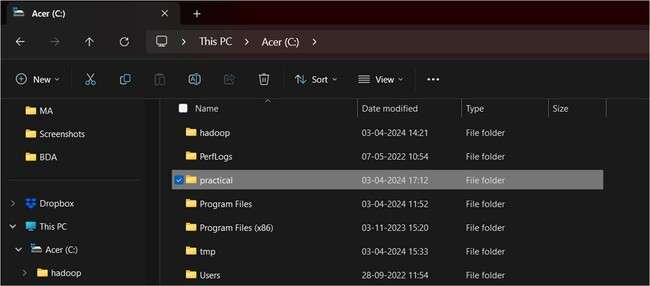 Acer (C:)
This PC > Acer (C:) >
New Sort View
Name Date modified Type Size
MA
Screenshots
BDA
Dropbox
This PC
Acer (C:)
hadoop
hadoop 03-04-2024 14:21 File folder
PerfLogs 07-05-2022 10:54 File folder
practical 03-04-2024 17:12 File folder
Program Files 03-04-2024 11:52 File folder
Program Files (x86) 03-11-2023 15:20 File folder
tmp 03-04-2024 15:33 File folder
Users 28-09-2022 11:54 File folder